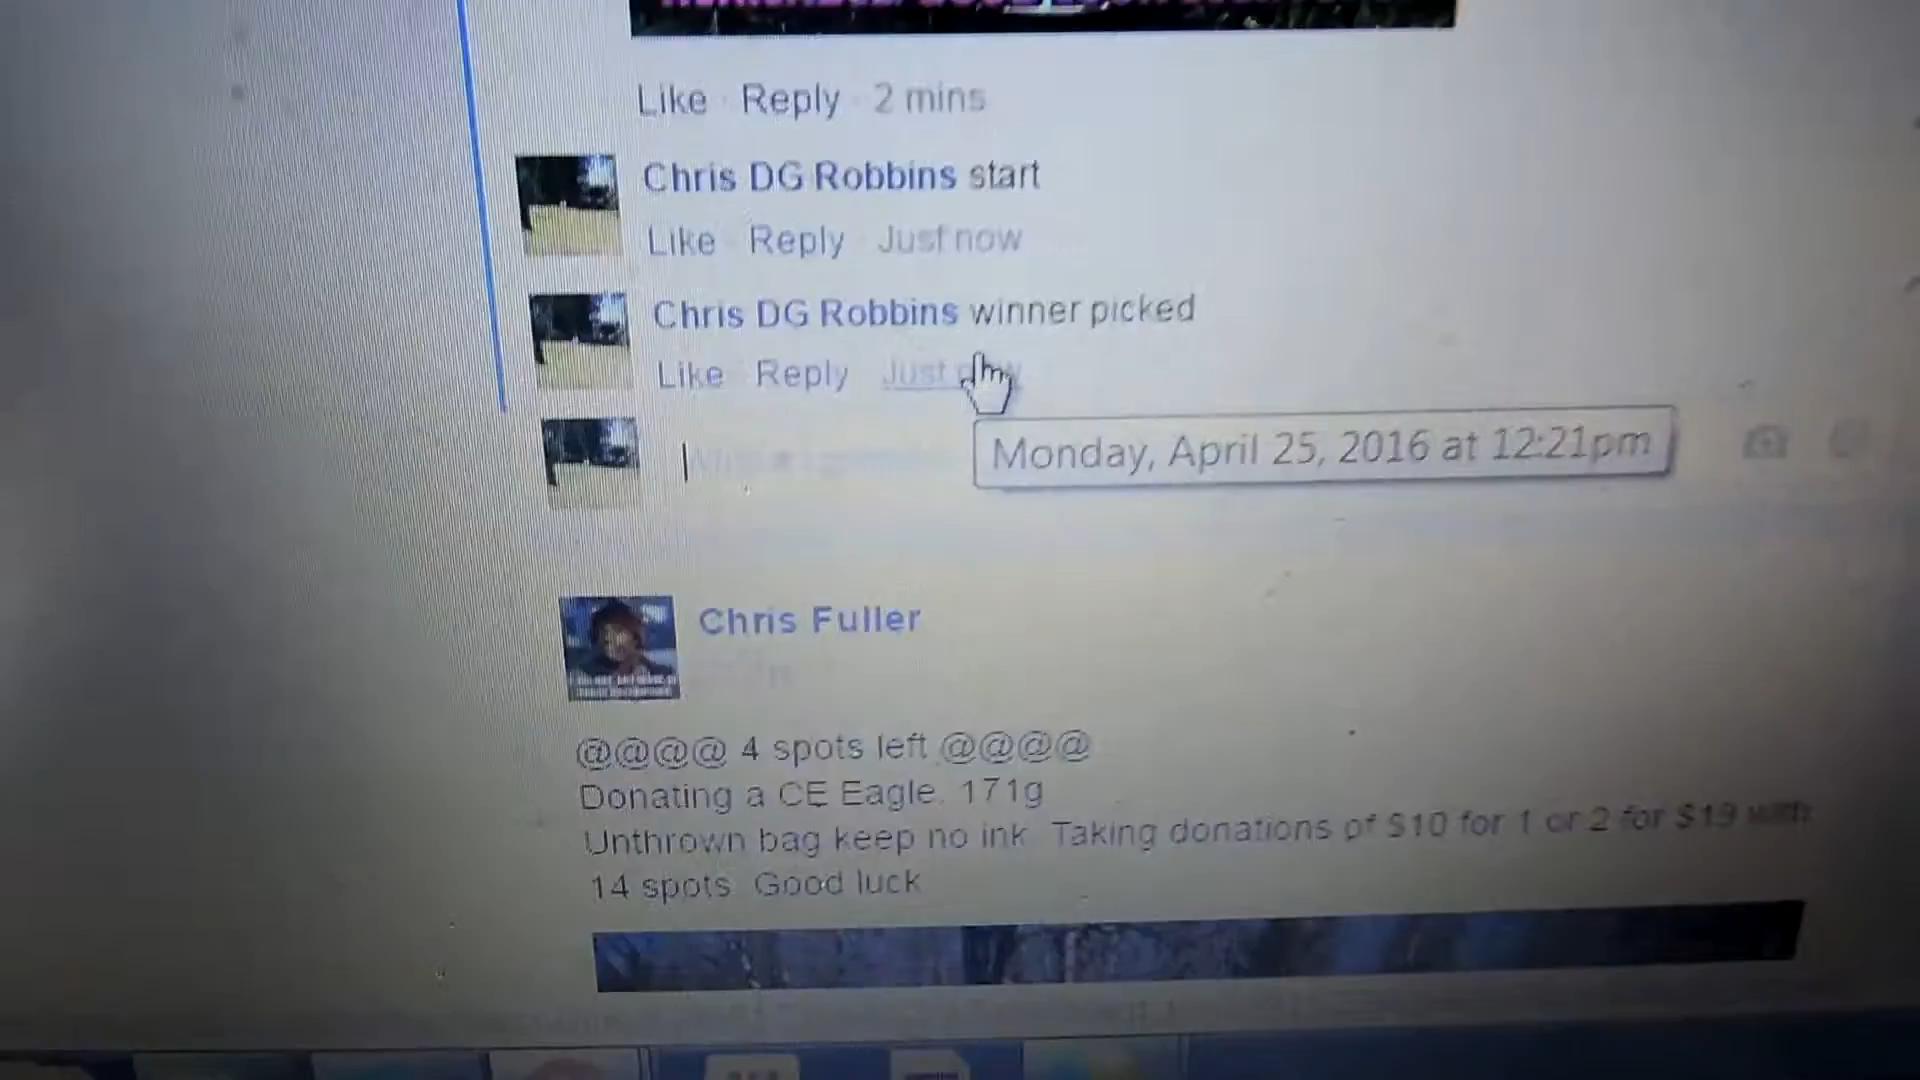 Like · Reply · 2 mins
Chris DG Robbins start
Like · Reply · Just now
Chris DG Robbins winner picked
Like · Reply · Just
Monday, April 25, 2016 at 12:21pm
Chris Fuller
@@@@ 4 spots left @@@@
Donating a CE Eagle. 171g
Unthrown bag keep no ink. Taking donations of $10 for 1 or 2 for $19 with
14 spots. Good luck